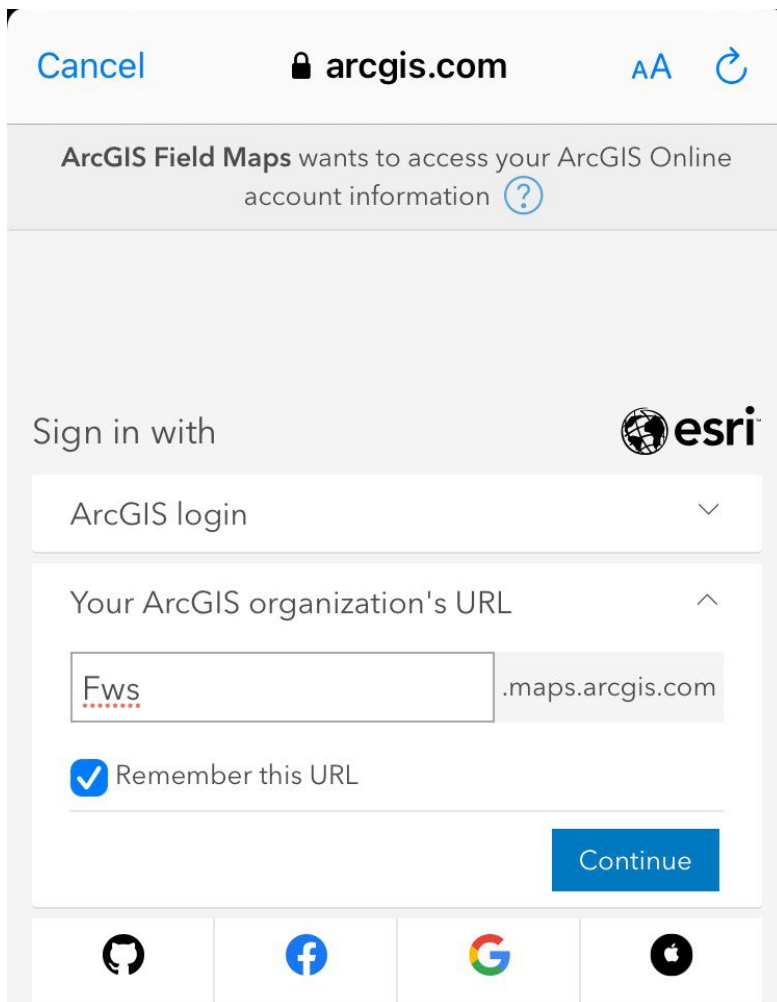 Cancel
arcgis.com
AA
ArcGIS Field Maps wants to access your ArcGIS Online
account information ?
Sign in with
esri
ArcGIS login
Your ArcGIS organization's URL
Fws .maps.arcgis.com
Remember this URL
Continue